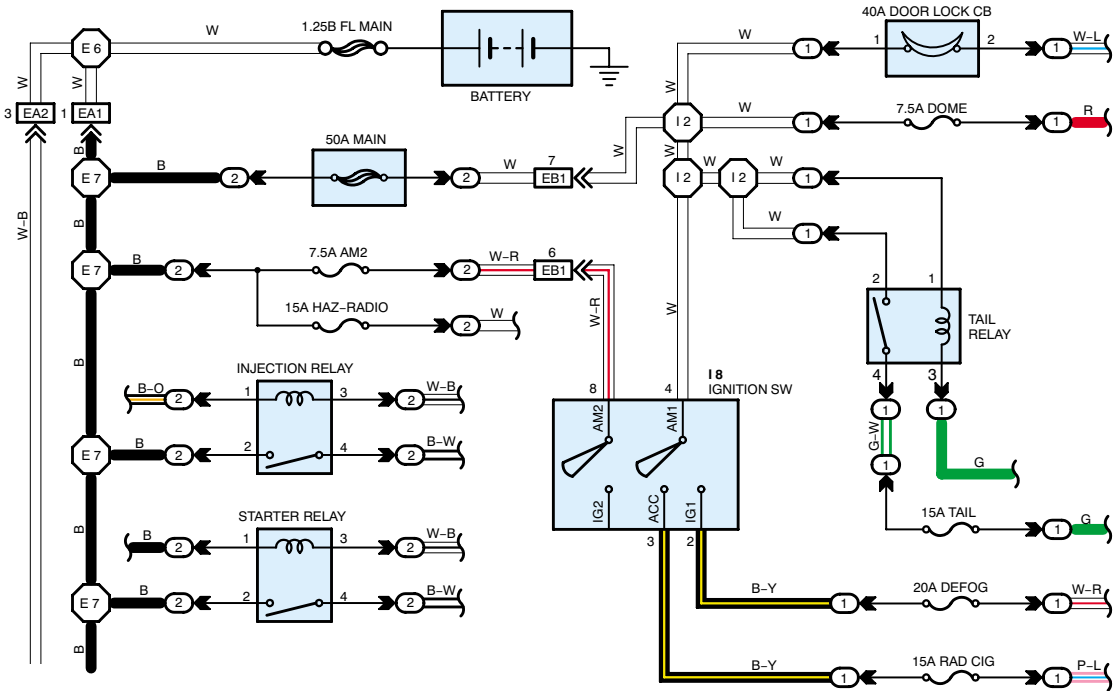 40A DOOR LOCK CB
1.25B FL MAIN
W
W
E 6
1
1
2
1
W-L
BATTERY
W
W
W
3
EA2
1
EA1
7.5A DOME
W
I 2
1
1
R
B
50A MAIN
7
W
W
B
E 7
2
2
W
EB1
I 2
W
I 2
W
1
W-B
B
W
1
7.5A AM2
6
B
W-R
E 7
2
2
EB1
2
1
15A HAZ-RADIO
W
2
W-R
W
TAIL
RELAY
B
INJECTION RELAY
I 8
IGNITION SW
4
3
B-O
W-B
2
1
3
2
8
4
1
1
AM2
AM1
G-W
B
B-W
E 7
2
2
4
2
1
G
IG2
ACC
IG1
15A TAIL
G
1
B
STARTER RELAY
B
W-B
2
1
3
2
3
2
B
B-W
E 7
2
2
4
2
B-Y
1
20A DEFOG
1
W-R
B
B-Y
1
15A RAD CIG
1
P-L